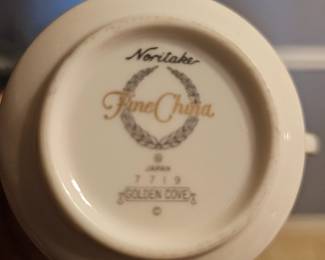 Noritake
Fine China
®
JAPAN
7719
GOLDEN COVE
©